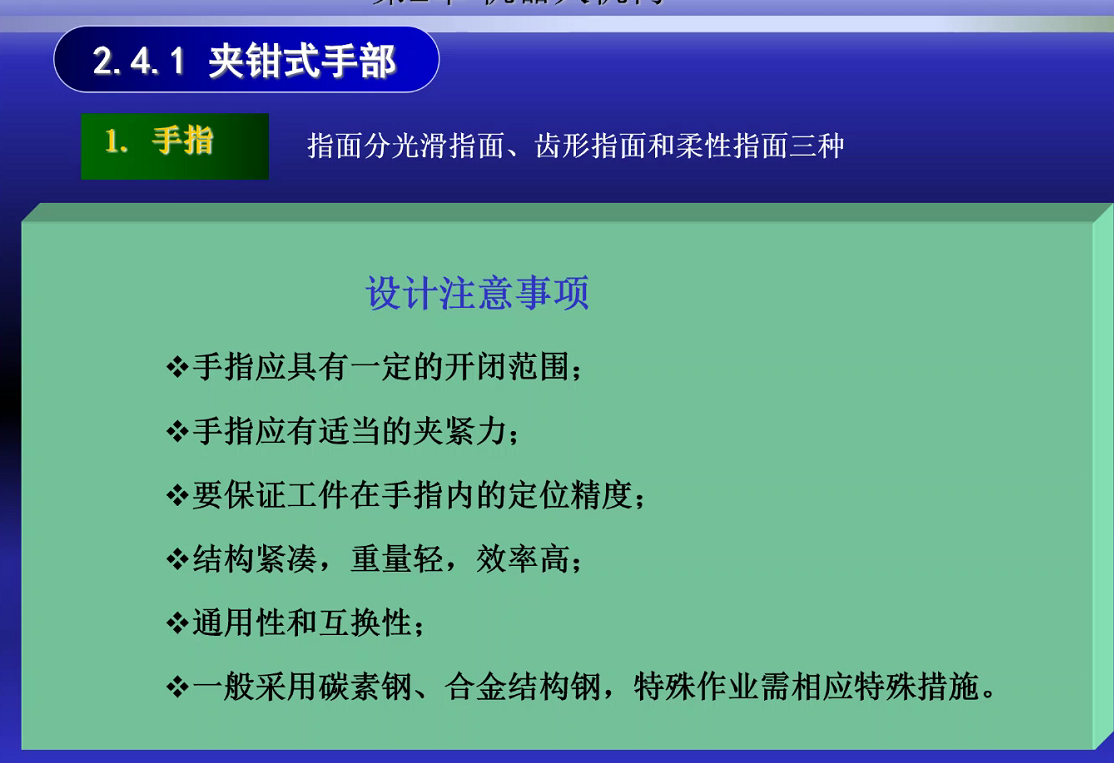 2.4.1 夹钳式手部
1. 手指
指面分光滑指面、齿形指面和柔性指面三种
设计注意事项
❖手指应具有一定的开闭范围；
❖手指应有适当的夹紧力；
❖要保证工件在手指内的定位精度；
❖结构紧凑，重量轻，效率高；
❖通用性和互换性；
❖一般采用碳素钢、合金结构钢，特殊作业需相应特殊措施。